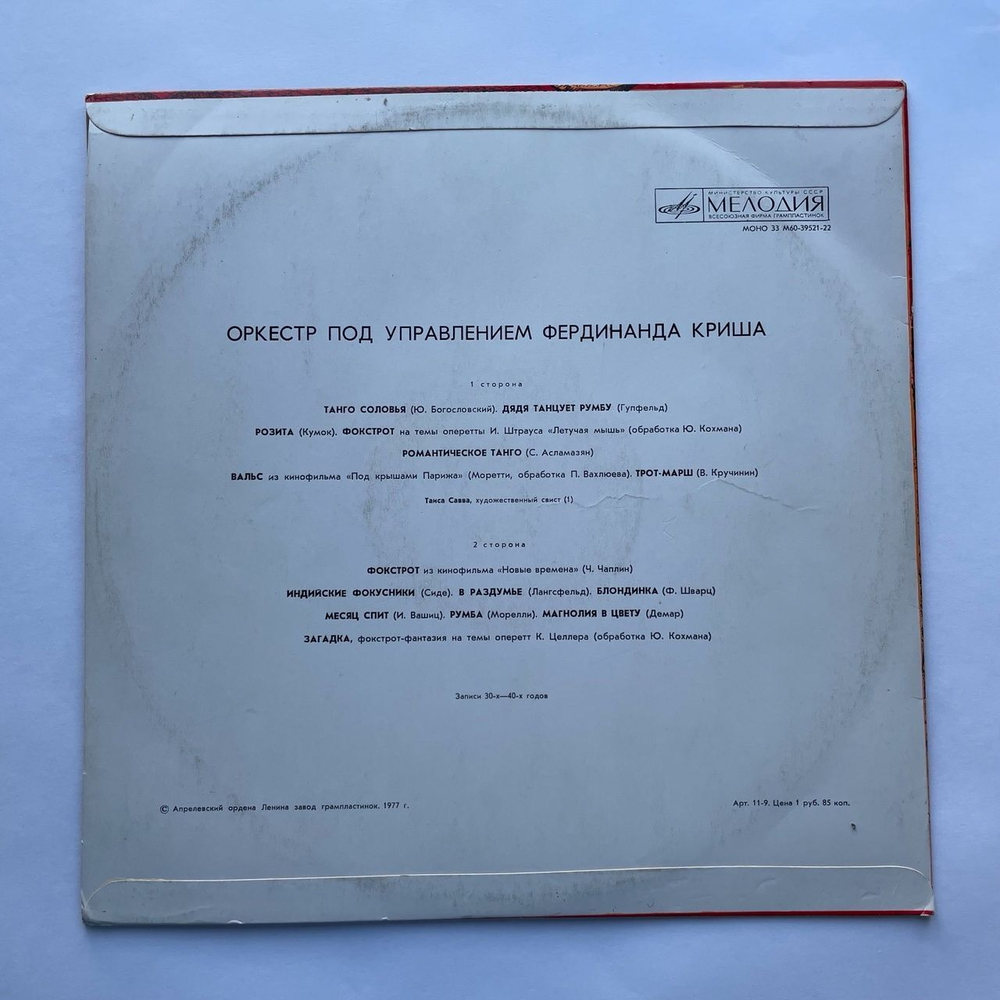 МИНИСТЕРСТВО КУЛЬТУРЫ СССР
МЕЛОДИЯ
ВСЕСОЮЗНАЯ ФИРМА ГРАМПЛАСТИНОК
МОНО 33 М60-39521-22
ОРКЕСТР ПОД УПРАВЛЕНИЕМ ФЕРДИНАНДА КРИША
1 сторона
ТАНГО СОЛОВЬЯ (Ю. Богословский). ДЯДЯ ТАНЦУЕТ РУМБУ (Гупфельд)
РОЗИТА (Кумок). ФОКСТРОТ на темы оперетты И. Штрауса «Летучая мышь» (обработка Ю. Кохмана)
РОМАНТИЧЕСКОЕ ТАНГО (С. Асламазян)
ВАЛЬС из кинофильма «Под крышами Парижа» (Моретти, обработка П. Вахлюева). ТРОТ-МАРШ (В. Кручинин)
Таиса Савва, художественный свист (1)
2 сторона
ФОКСТРОТ из кинофильма «Новые времена» (Ч. Чаплин)
ИНДИЙСКИЕ ФОКУСНИКИ (Сиде). В РАЗДУМЬЕ (Лангсфельд). БЛОНДИНКА (Ф. Шварц)
МЕСЯЦ СПИТ (И. Вашиц). РУМБА (Морелли). МАГНОЛИЯ В ЦВЕТУ (Демар)
ЗАГАДКА, фокстрот-фантазия на темы оперетт К. Целлера (обработка Ю. Кохмана)
Записи 30-х—40-х годов
© Апрелевский ордена Ленина завод грампластинок. 1977 г.
Арт. 11-9. Цена 1 руб. 85 коп.